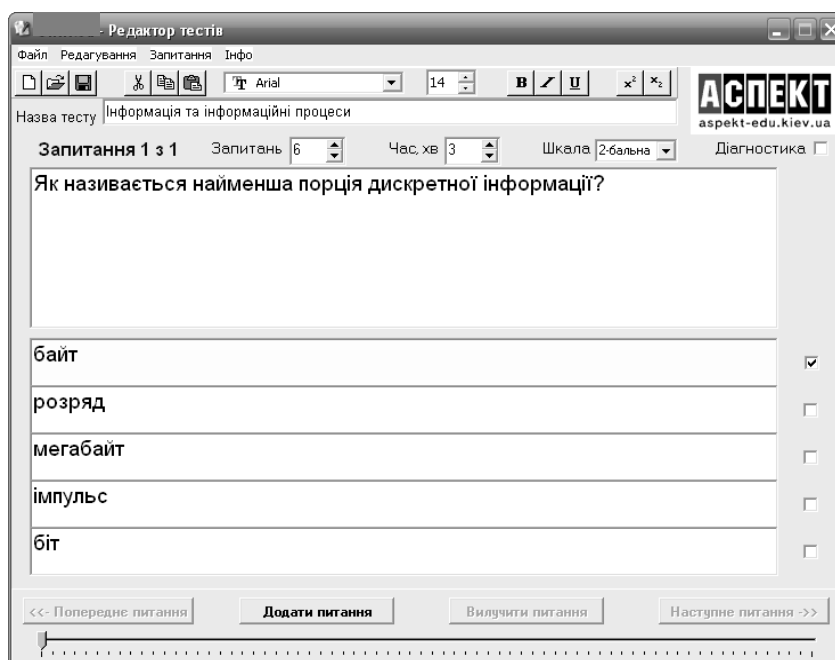 - Редактор тестів
Файл Редагування Запитання Інфо
Arial 14 B I U x² x₂
АСПЕКТ
aspekt-edu.kiev.ua
Назва тесту Інформація та інформаційні процеси
Запитання 1 з 1 Запитань 6 Час, хв 3 Шкала 2-бальна Діагностика
Як називається найменша порція дискретної інформації?
байт
розряд
мегабайт
імпульс
біт
<<- Попереднє питання Додати питання Вилучити питання Наступне питання ->>